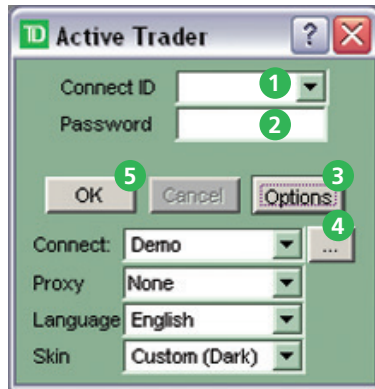 TD Active Trader ?
Connect ID 1
Password 2
5 3
OK Cancel Options
4
Connect: Demo ...
Proxy None
Language English
Skin Custom (Dark)